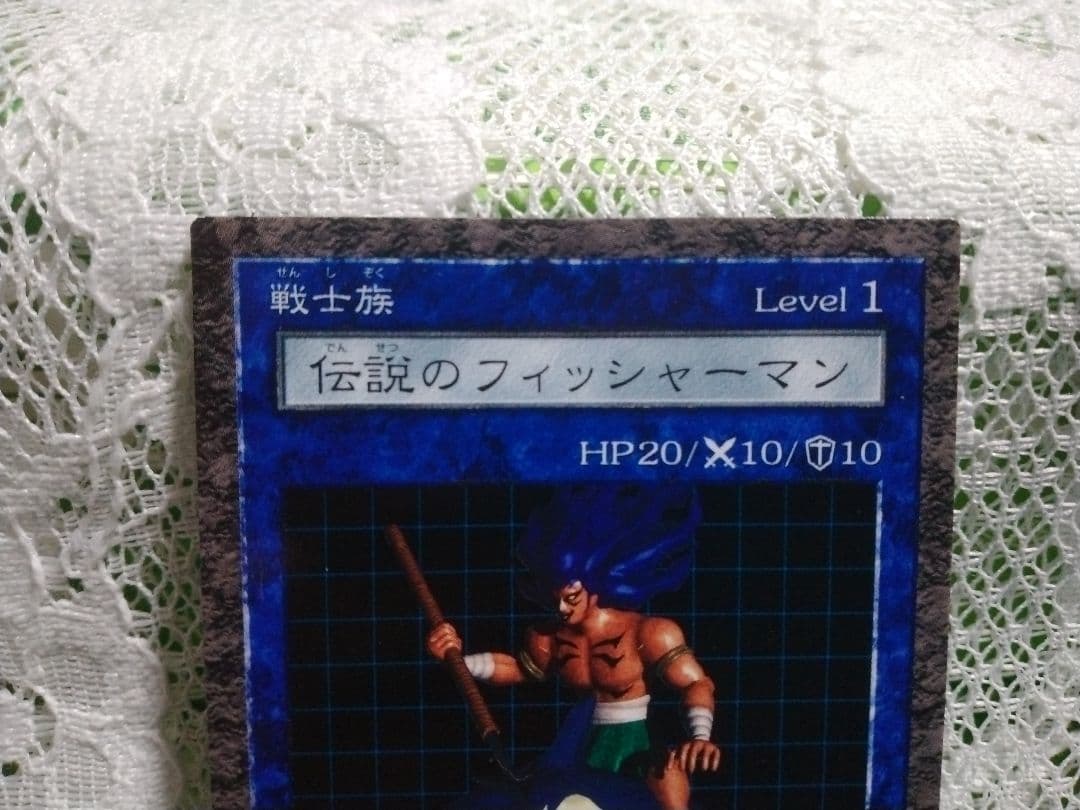 せんしぞく
戦士族 Level 1
でんせつ
伝説のフィッシャーマン
HP20/10/10